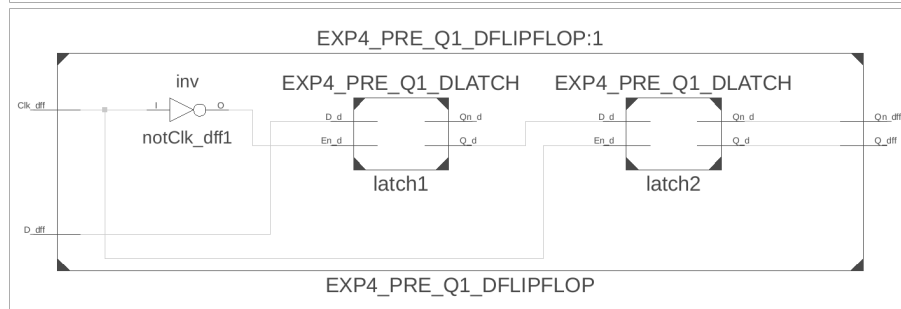 EXP4_PRE_Q1_DFLIPFLOP:1
inv
EXP4_PRE_Q1_DLATCH
EXP4_PRE_Q1_DLATCH
Clk_dff
I
O
D_d
Qn_d
D_d
Qn_d
Qn_dff
notClk_dff1
En_d
Q_d
En_d
Q_d
Q_dff
latch1
latch2
D_dff
EXP4_PRE_Q1_DFLIPFLOP